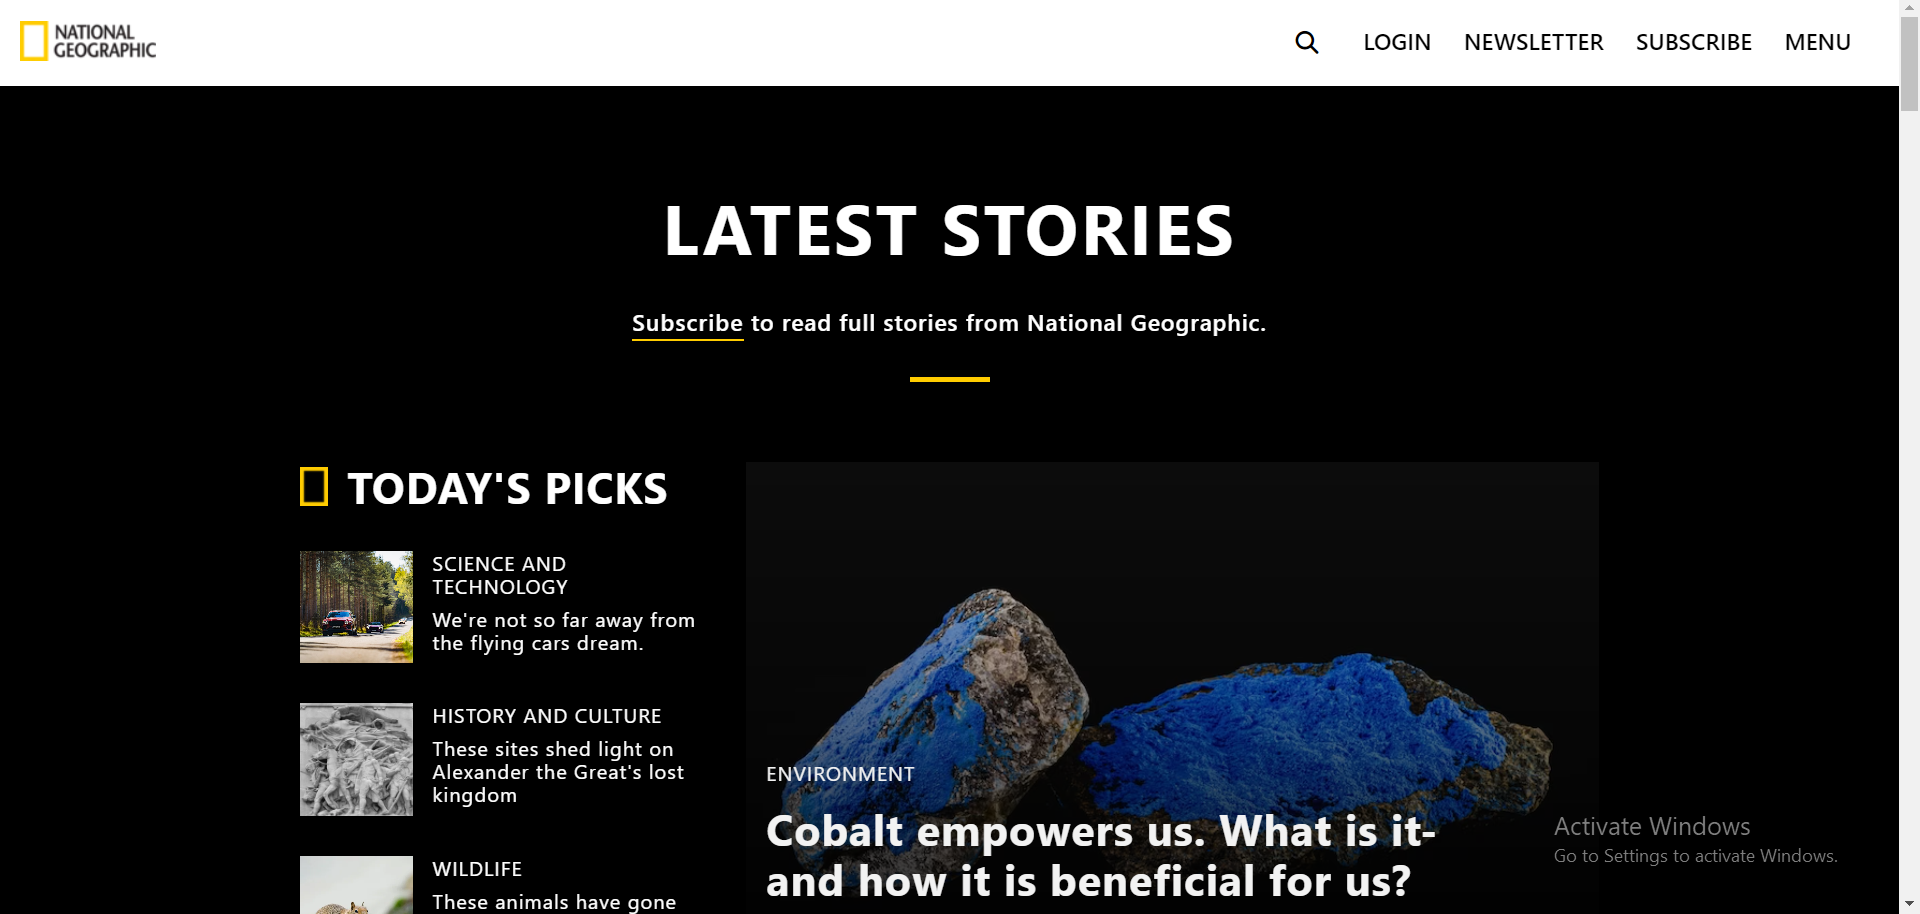 NATIONAL
GEOGRAPHIC
LOGIN NEWSLETTER SUBSCRIBE MENU
LATEST STORIES
Subscribe to read full stories from National Geographic.
TODAY'S PICKS
SCIENCE AND
TECHNOLOGY
We're not so far away from
the flying cars dream.
HISTORY AND CULTURE
These sites shed light on
Alexander the Great's lost
kingdom
WILDLIFE
These animals have gone
ENVIRONMENT
Cobalt empowers us. What is it-
and how it is beneficial for us?
Activate Windows
Go to Settings to activate Windows.